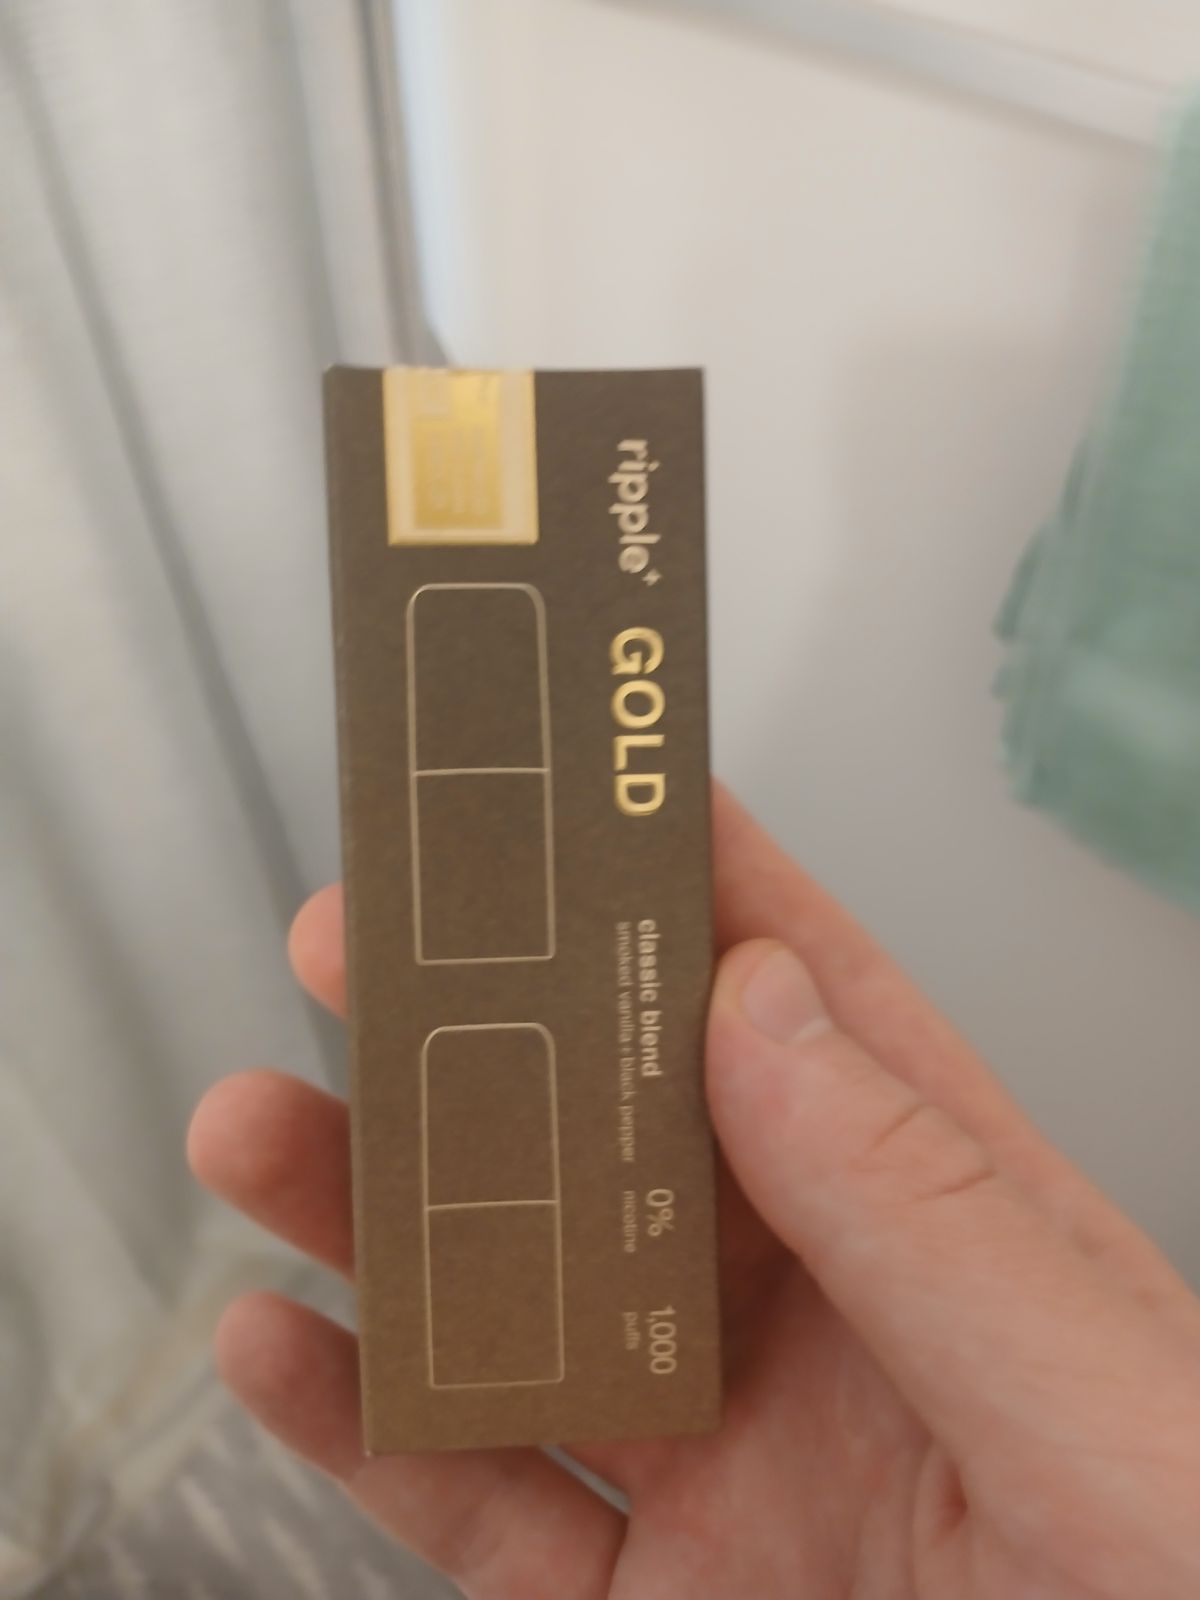 ripple+
GOLD
classic blend
smoked vanilla + black pepper
0%
nicotine
1,000
puffs